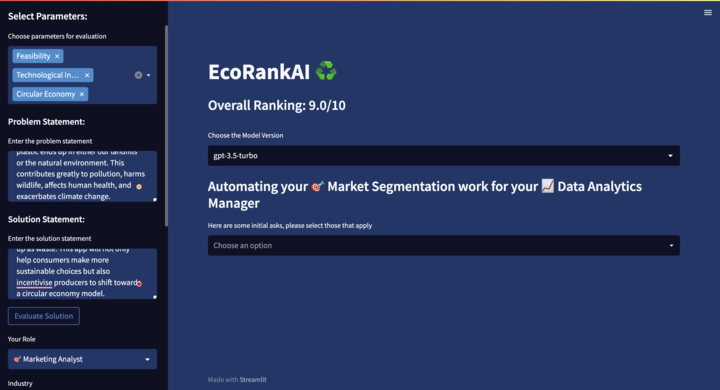 Select Parameters:
Choose parameters for evaluation
Feasibility ×
Technological In... ×
Circular Economy ×
Problem Statement:
Enter the problem statement
plastic ends up in either our landfills
or the natural environment. This
contributes greatly to pollution, harms
wildlife, affects human health, and
exacerbates climate change.
Solution Statement:
Enter the solution statement
up as waste. This app will not only
help consumers make more
sustainable choices but also
incentivise producers to shift towards
a circular economy model.
Evaluate Solution
Your Role
🎯 Marketing Analyst
Industry
EcoRankAI ♻️
Overall Ranking: 9.0/10
Choose the Model Version
gpt-3.5-turbo
Automating your 🎯 Market Segmentation work for your 📈 Data Analytics
Manager
Here are some initial asks, please select those that apply
Choose an option
Made with Streamlit